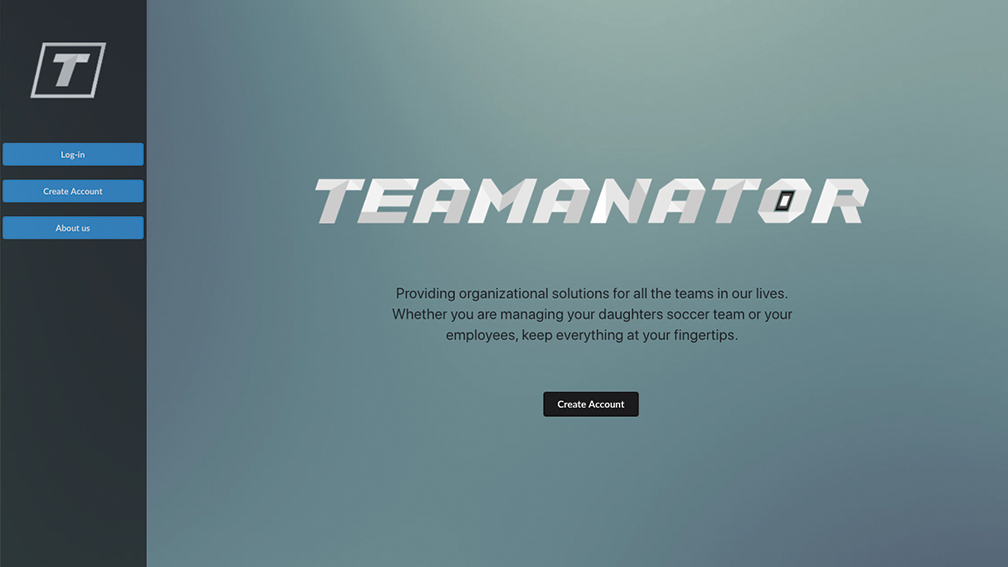 T
Log-in
Create Account
About us
TEAMANATOR
Providing organizational solutions for all the teams in our lives.
Whether you are managing your daughters soccer team or your
employees, keep everything at your fingertips.
Create Account